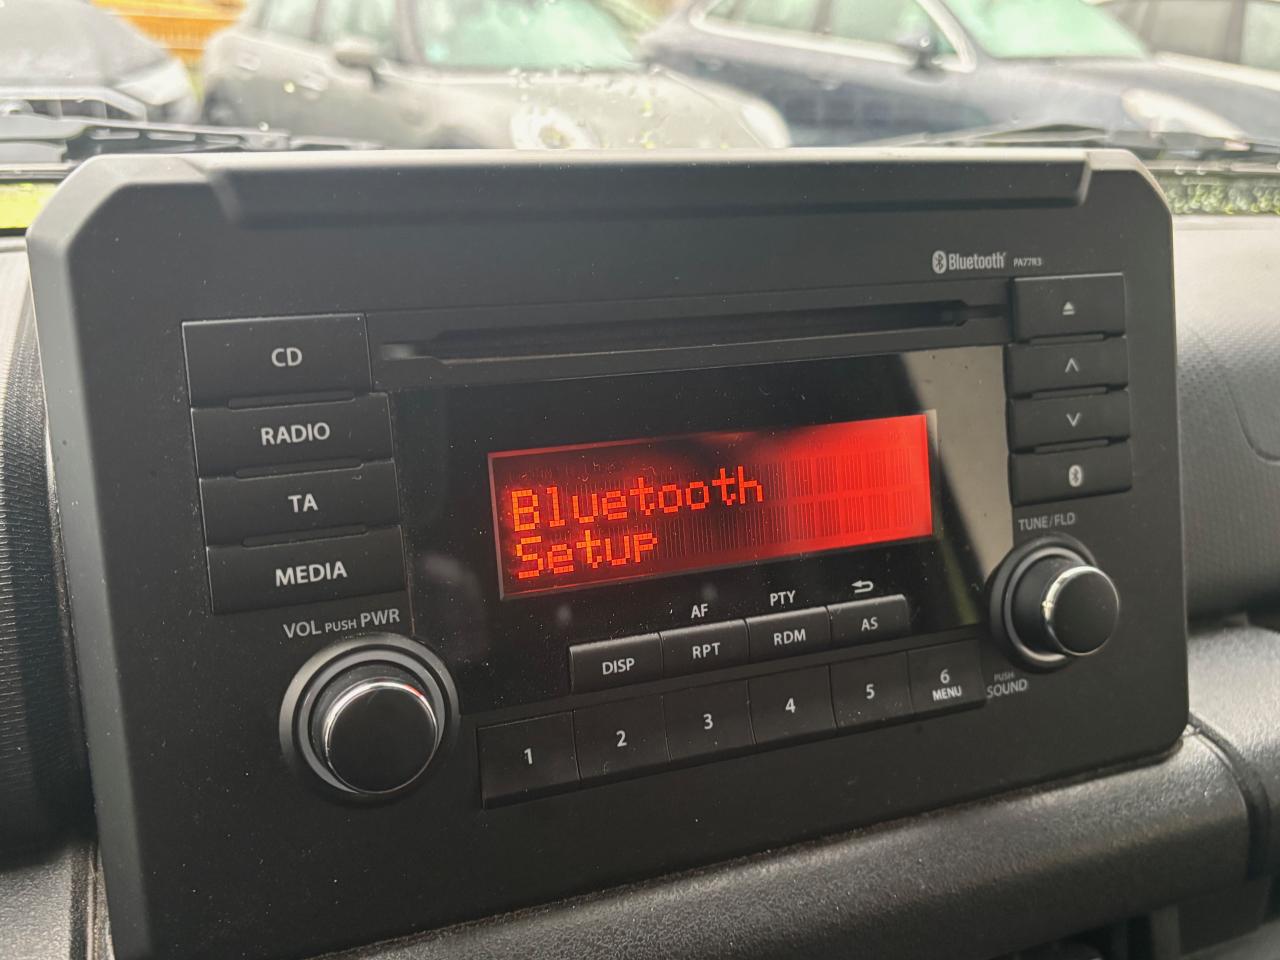 Bluetooth PA77R3
CD
RADIO
TA
MEDIA
Bluetooth
Setup
TUNE/FLD
VOL PUSH PWR
AF
PTY
DISP
RPT
RDM
AS
PUSH
SOUND
1
2
3
4
5
6
MENU